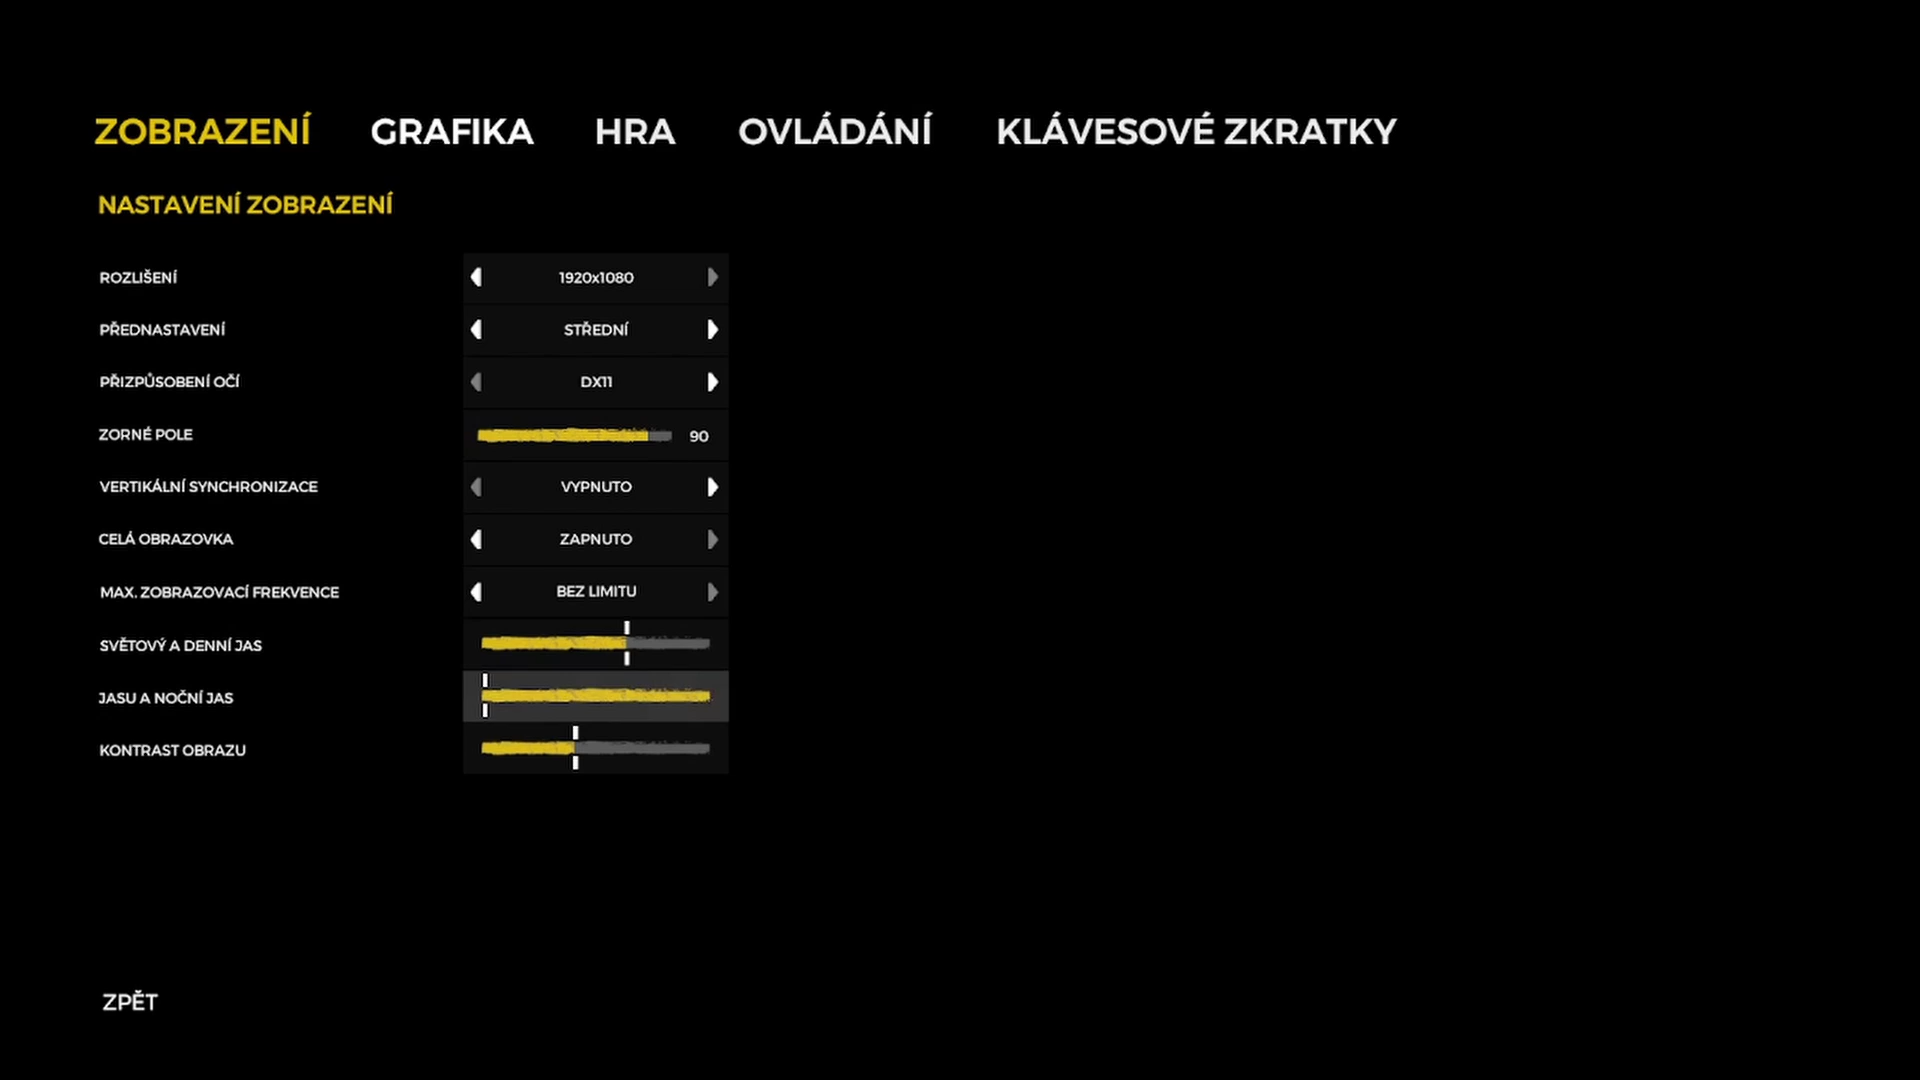 ZOBRAZENÍ GRAFIKA HRA OVLÁDÁNÍ KLÁVESOVÉ ZKRATKY
NASTAVENÍ ZOBRAZENÍ
ROZLIŠENÍ 1920x1080
PŘEDNASTAVENÍ STŘEDNÍ
PŘIZPŮSOBENÍ OČÍ DX11
ZORNÉ POLE 90
VERTIKÁLNÍ SYNCHRONIZACE VYPNUTO
CELÁ OBRAZOVKA ZAPNUTO
MAX. ZOBRAZOVACÍ FREKVENCE BEZ LIMITU
SVĚTOVÝ A DENNÍ JAS
JASU A NOČNÍ JAS
KONTRAST OBRAZU
ZPĚT